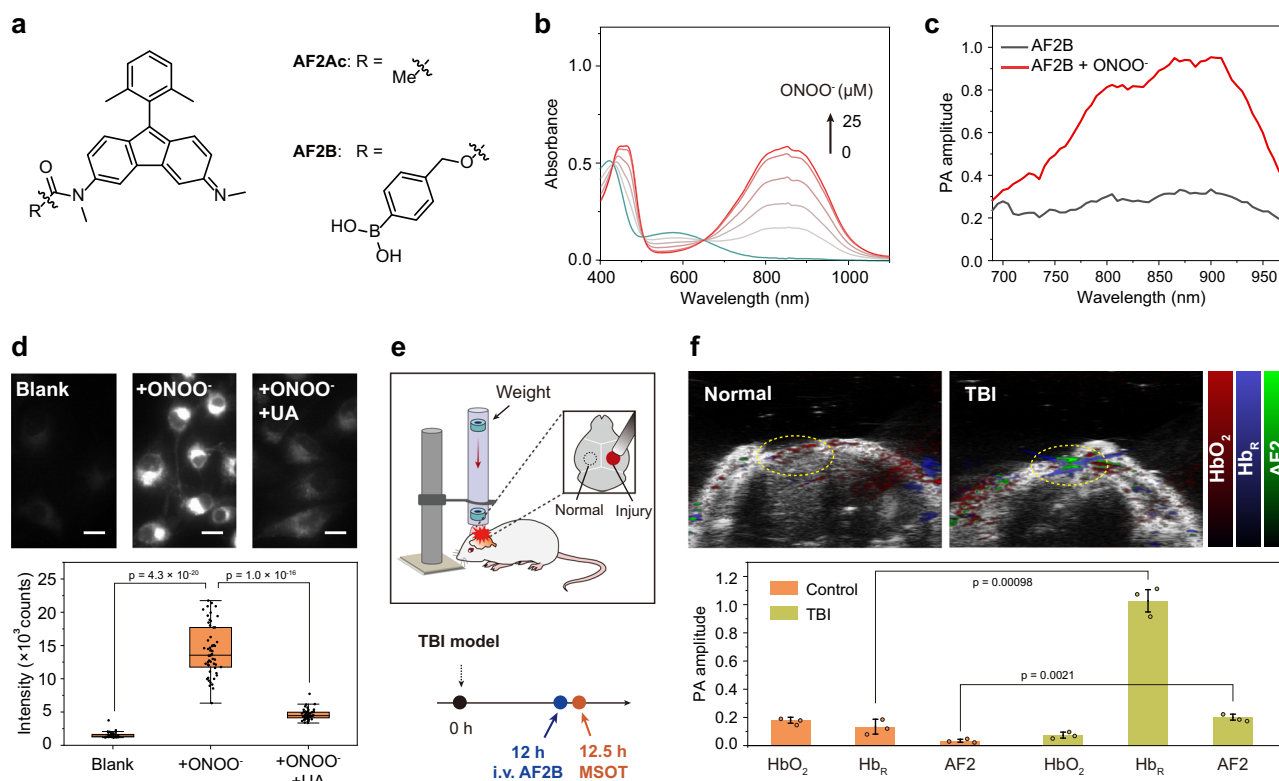 a
AF2Ac: R =
Me
AF2B: R =
O
HO
B
OH
O
R
N
N
b
Absorbance
1.0
0.5
0.0
ONOO⁻ (µM)
25
0
400 600 800 1000
Wavelength (nm)
c
PA amplitude
1.0
0.8
0.6
0.4
0.2
0.0
AF2B
AF2B + ONOO⁻
700 750 800 850 900 950
Wavelength (nm)
d
Blank
+ONOO⁻
+ONOO⁻
+UA
Intensity (×10³ counts)
25
20
15
10
5
0
p = 4.3 × 10⁻²⁰
p = 1.0 × 10⁻¹⁶
Blank
+ONOO⁻
+ONOO⁻
+UA
e
Weight
Normal
Injury
TBI model
0 h
12 h
i.v. AF2B
12.5 h
MSOT
f
Normal
TBI
HbO₂
Hb_R
AF2
PA amplitude
1.2
1.0
0.8
0.6
0.4
0.2
0.0
Control
TBI
p = 0.00098
p = 0.0021
HbO₂ Hb_R AF2 HbO₂ Hb_R AF2